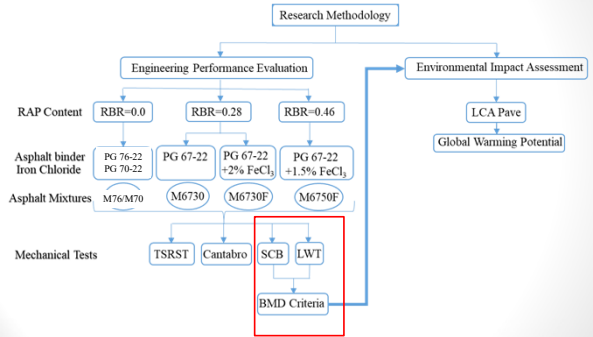 Research Methodology
Engineering Performance Evaluation
Environmental Impact Assessment
RAP Content
RBR=0.0
RBR=0.28
RBR=0.46
LCA Pave
Global Warming Potential
Asphalt binder
Iron Chloride
PG 76-22
PG 70-22
PG 67-22
PG 67-22
+2% FeCl3
PG 67-22
+1.5% FeCl3
Asphalt Mixtures
M76/M70
M6730
M6730F
M6750F
Mechanical Tests
TSRST
Cantabro
SCB
LWT
BMD Criteria